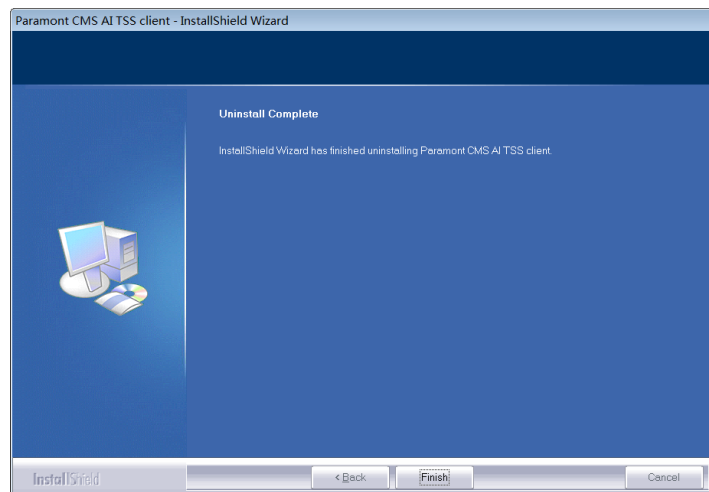 Paramont CMS AI TSS client - InstallShield Wizard
Uninstall Complete
InstallShield Wizard has finished uninstalling Paramont CMS AI TSS client.
InstallShield
< Back
Finish
Cancel